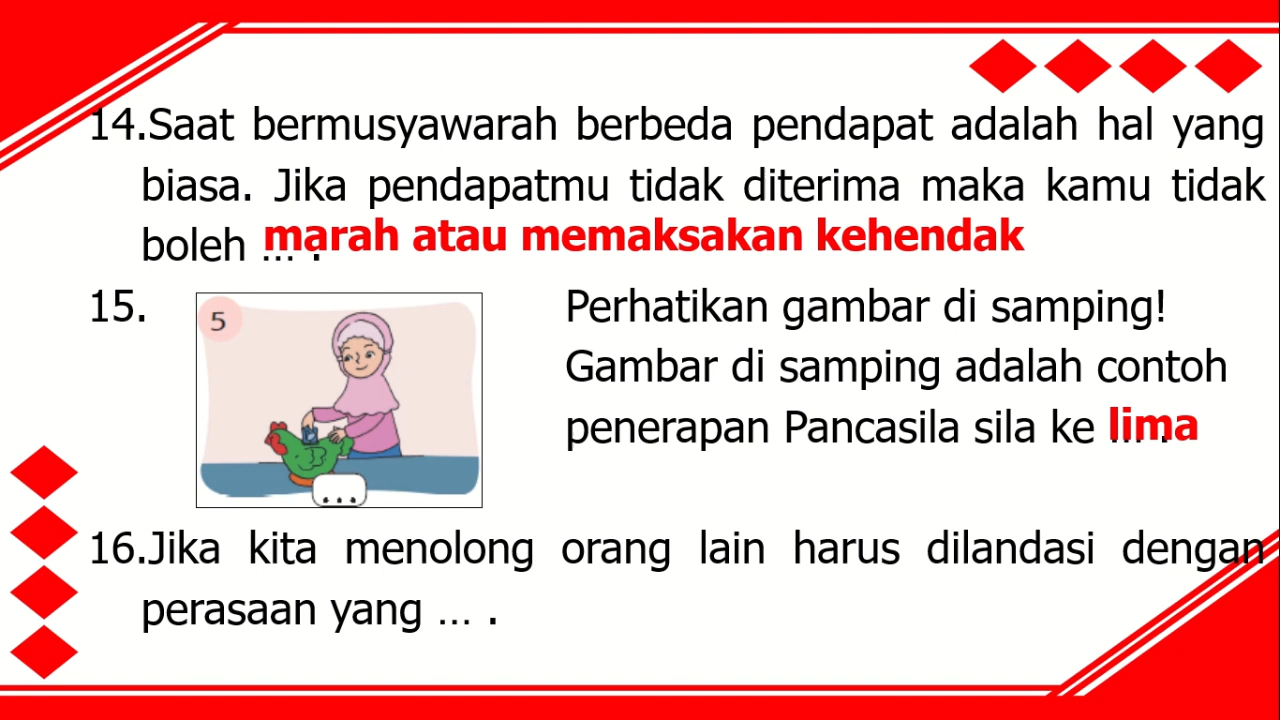 14.Saat bermusyawarah berbeda pendapat adalah hal yang
biasa. Jika pendapatmu tidak diterima maka kamu tidak
boleh ... . marah atau memaksakan kehendak
15.
5
...
Perhatikan gambar di samping!
Gambar di samping adalah contoh
penerapan Pancasila sila ke ... . lima
16.Jika kita menolong orang lain harus dilandasi dengan
perasaan yang ... .